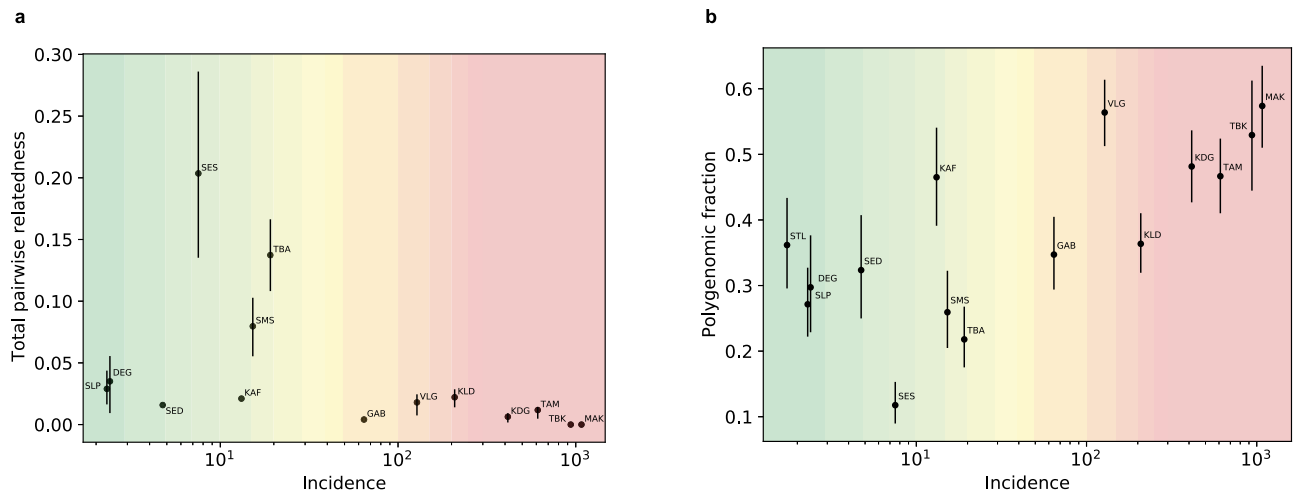 a
b
0.30
0.25
0.20
0.15
0.10
0.05
0.00
Total pairwise relatedness
SES
TBA
SMS
DEG
SLP
SED
KAF
GAB
VLG
KLD
KDG
TAM
TBK
MAK
10¹
10²
10³
Incidence
0.6
0.5
0.4
0.3
0.2
0.1
Polygenomic fraction
MAK
TBK
VLG
KDG
TAM
KAF
STL
SED
DEG
SLP
GAB
KLD
SMS
TBA
SES
10¹
10²
10³
Incidence